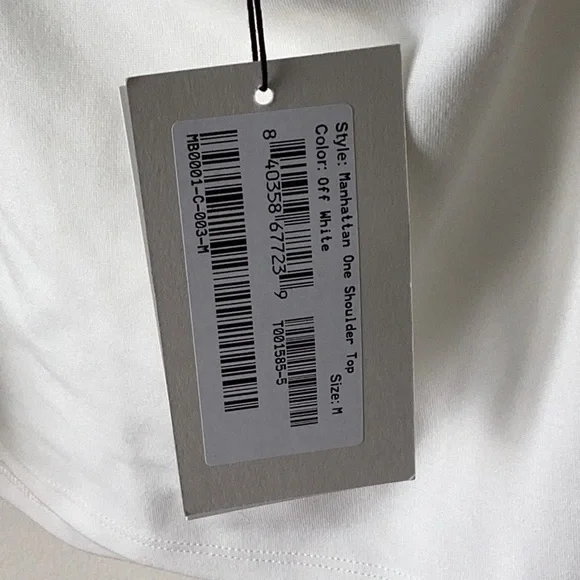 Style: Manhattan One Shoulder Top
Color: Off White Size: M
8 40358 67723 9
T001585-5
MB0001-C-003-M